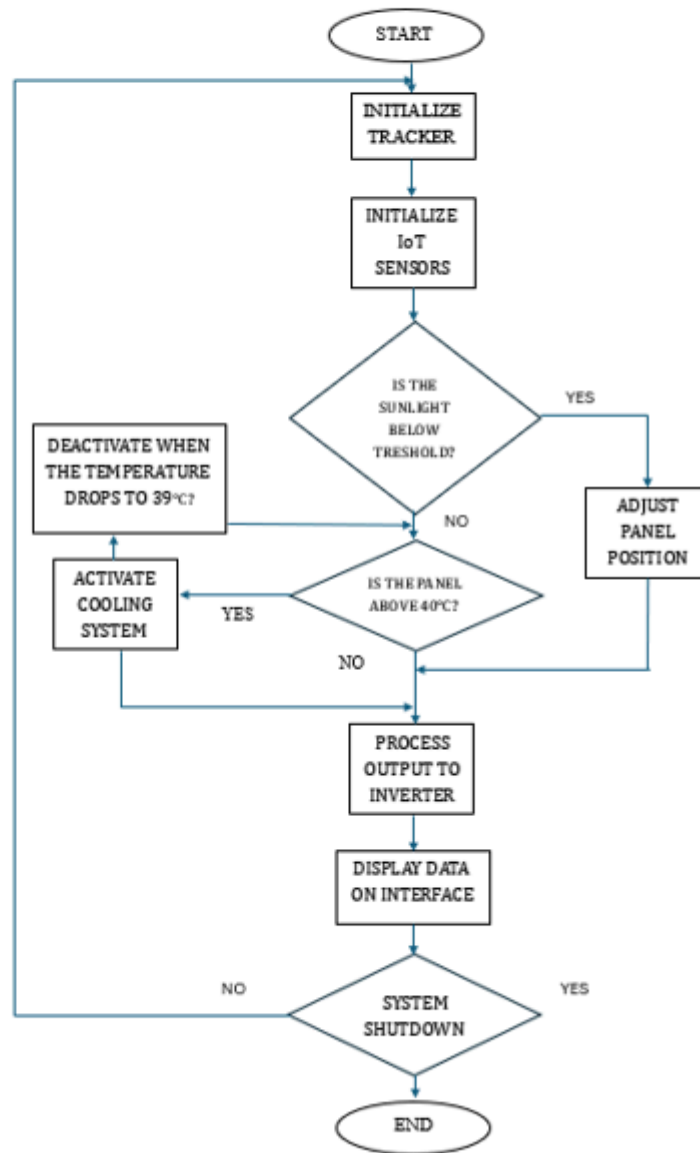 START
INITIALIZE
TRACKER
INITIALIZE
IoT
SENSORS
IS THE
SUNLIGHT
BELOW
TRESHOLD?
YES
DEACTIVATE WHEN
THE TEMPERATURE
DROPS TO 39°C?
NO
ADJUST
PANEL
POSITION
ACTIVATE
COOLING
SYSTEM
YES
IS THE PANEL
ABOVE 40°C?
NO
PROCESS
OUTPUT TO
INVERTER
DISPLAY DATA
ON INTERFACE
NO
SYSTEM
SHUTDOWN
YES
END